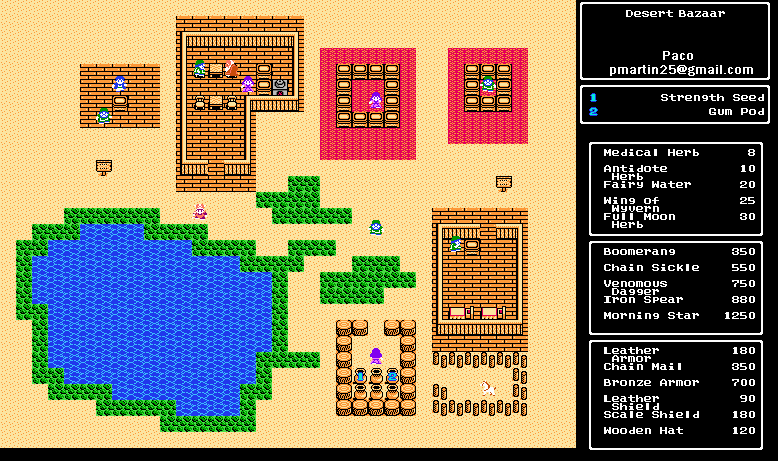 Desert Bazaar
Paco
pmartin25@gmail.com
1 Strength Seed
2 Gum Pod
Medical Herb 8
Antidote 10
Herb
Fairy Water 20
Wing of 25
Wyvern
Full Moon 30
Herb
Boomerang 350
Chain Sickle 550
Venomous 750
Dagger
Iron Spear 880
Morning Star 1250
Leather 180
Armor
Chain Mail 350
Bronze Armor 700
Leather 90
Shield
Scale Shield 180
Wooden Hat 120